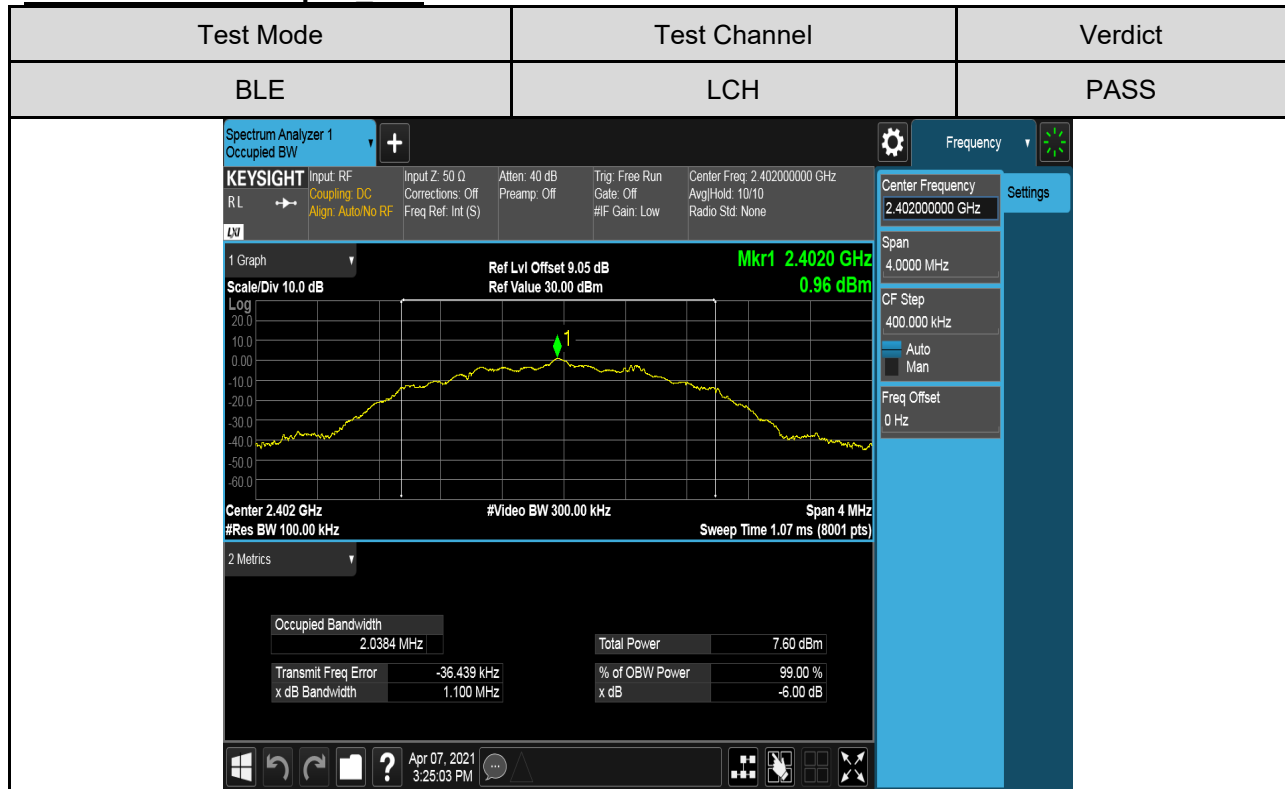 Test Mode Test Channel Verdict
BLE LCH PASS
Spectrum Analyzer 1
Occupied BW
+
Frequency
KEYSIGHT Input: RF Input Z: 50 Ω Atten: 40 dB Trig: Free Run Center Freq: 2.402000000 GHz
RL Coupling: DC Corrections: Off Preamp: Off Gate: Off Avg|Hold: 10/10
Align: Auto/No RF Freq Ref: Int (S) #IF Gain: Low Radio Std: None
LXI
Center Frequency
2.402000000 GHz
Settings
Span
4.0000 MHz
CF Step
400.000 kHz
Auto
Man
Freq Offset
0 Hz
1 Graph
Ref Lvl Offset 9.05 dB
Mkr1 2.4020 GHz
Scale/Div 10.0 dB Ref Value 30.00 dBm 0.96 dBm
Log
20.0
10.0
0.00
-10.0
-20.0
-30.0
-40.0
-50.0
-60.0
1
Center 2.402 GHz #Video BW 300.00 kHz Span 4 MHz
#Res BW 100.00 kHz Sweep Time 1.07 ms (8001 pts)
2 Metrics
Occupied Bandwidth
2.0384 MHz Total Power 7.60 dBm
Transmit Freq Error -36.439 kHz % of OBW Power 99.00 %
x dB Bandwidth 1.100 MHz x dB -6.00 dB
? Apr 07, 2021
3:25:03 PM